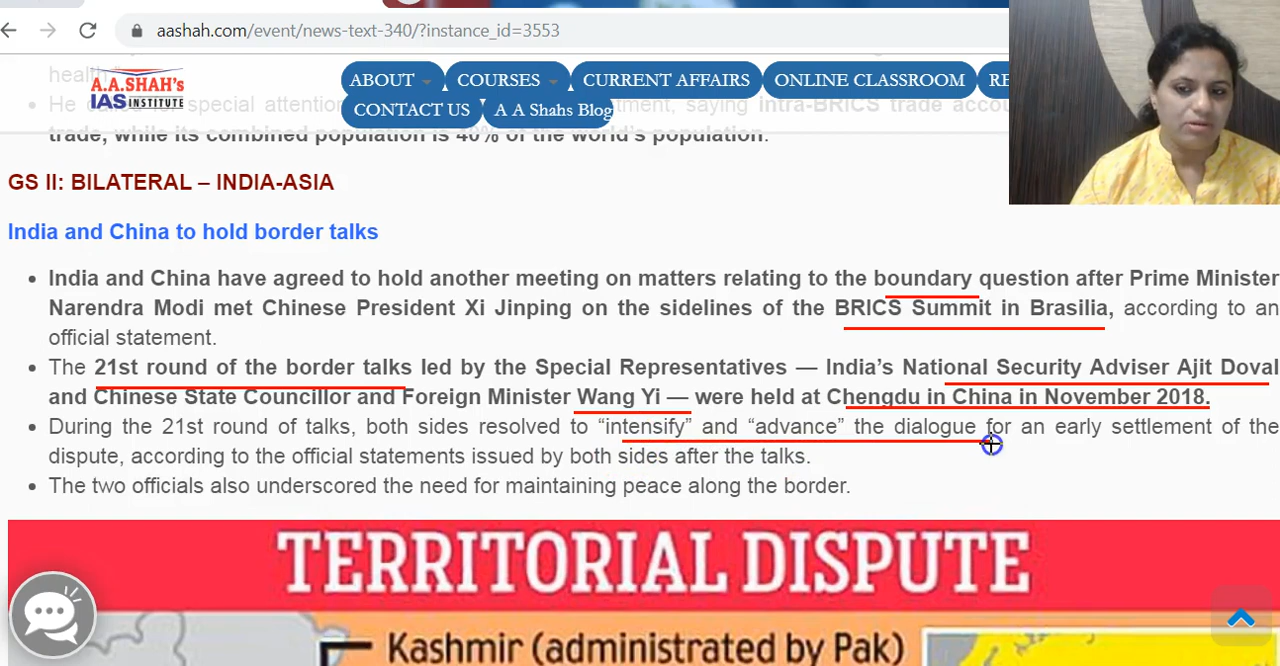 aashah.com/event/news-text-340/?instance_id=3553
A.A.SHAH's
IAS INSTITUTE
ABOUT COURSES CURRENT AFFAIRS ONLINE CLASSROOM RE
CONTACT US A A Shahs Blog
health
He special attention tment, saying intra-BRICS trade accou
trade, while its combined population is 40% of the world's population.
GS II: BILATERAL – INDIA-ASIA
India and China to hold border talks
India and China have agreed to hold another meeting on matters relating to the boundary question after Prime Minister
Narendra Modi met Chinese President Xi Jinping on the sidelines of the BRICS Summit in Brasilia, according to an
official statement.
The 21st round of the border talks led by the Special Representatives — India's National Security Adviser Ajit Doval
and Chinese State Councillor and Foreign Minister Wang Yi — were held at Chengdu in China in November 2018.
During the 21st round of talks, both sides resolved to “intensify” and “advance” the dialogue for an early settlement of the
dispute, according to the official statements issued by both sides after the talks.
The two officials also underscored the need for maintaining peace along the border.
TERRITORIAL DISPUTE
Kashmir (administrated by Pak)